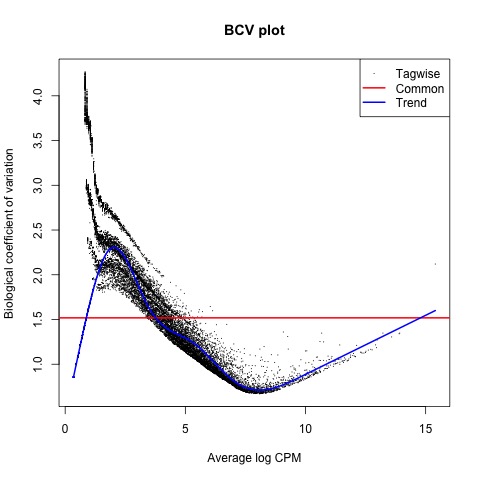 BCV plot
Tagwise
Common
Trend
Biological coefficient of variation
4.0
3.5
3.0
2.5
2.0
1.5
1.0
0 5 10 15
Average log CPM